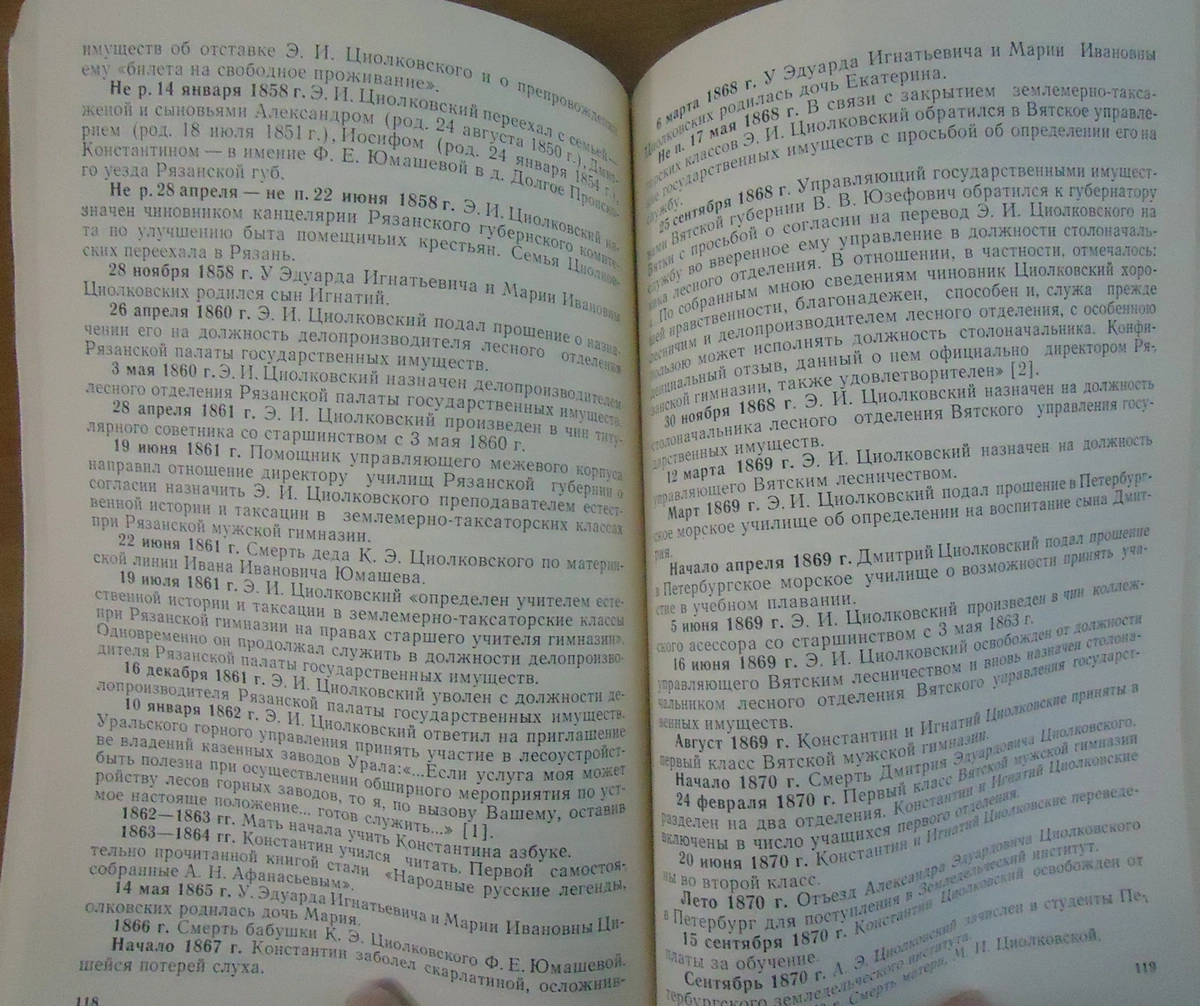 имуществ об отставке Э. И. Циолковского и о препровождении
ему «билета на свободное проживание».
Не р. 14 января 1858 г. Э. И. Циолковский переехал с семьей —
женой и сыновьями Александром (род. 24 августа 1850 г.), Дмит-
рием (род. 18 июля 1851 г.), Иосифом (род. 24 января 1854 г.),
Константином — в имение Ф. Е. Юмашевой в д. Долгое Пронско-
го уезда Рязанской губ.
Не р. 28 апреля — не п. 22 июня 1858 г. Э. И. Циолковский на-
значен чиновником канцелярии Рязанского губернского комите-
та по улучшению быта помещичьих крестьян. Семья Циолков-
ских переехала в Рязань.
28 ноября 1858 г. У Эдуарда Игнатьевича и Марии Ивановны
Циолковских родился сын Игнатий.
26 апреля 1860 г. Э. И. Циолковский подал прошение о назна-
чении его на должность делопроизводителя лесного отделения
Рязанской палаты государственных имуществ.
3 мая 1860 г. Э. И. Циолковский назначен делопроизводителем
лесного отделения Рязанской палаты государственных имуществ.
28 апреля 1861 г. Э. И. Циолковский произведен в чин титу-
лярного советника со старшинством с 3 мая 1860 г.
19 июня 1861 г. Помощник управляющего межевого корпуса
направил отношение директору училищ Рязанской губернии о
согласии назначить Э. И. Циолковского преподавателем естест-
венной истории и таксации в землемерно-таксаторских классах
при Рязанской мужской гимназии.
22 июня 1861 г. Смерть деда К. Э. Циолковского по материн-
ской линии Ивана Ивановича Юмашева.
19 июля 1861 г. Э. И. Циолковский «определен учителем есте-
ственной истории и таксации в землемерно-таксаторские классы
при Рязанской гимназии на правах старшего учителя гимназии».
Одновременно он продолжал служить в должности делопроизво-
дителя Рязанской палаты государственных имуществ.
16 декабря 1861 г. Э. И. Циолковский уволен с должности де-
лопроизводителя Рязанской палаты государственных имуществ.
10 января 1862 г. Э. И. Циолковский ответил на приглашение
Уральского горного управления принять участие в лесоустройст-
ве владений казенных заводов Урала:«...Если услуга моя может
быть полезна при осуществлении обширного мероприятия по уст-
ройству лесов горных заводов, то я, по вызову Вашему, оставив
мое настоящее положение... готов служить...» [1].
1862—1863 гг. Мать начала учить Константина азбуке.
1863—1864 гг. Константин учился читать. Первой самостоя-
тельно прочитанной книгой стали «Народные русские легенды,
собранные А. Н. Афанасьевым».
14 мая 1865 г. У. Эдуарда Игнатьевича и Марии Ивановны Ци-
олковских родилась дочь Мария.
1866 г. Смерть бабушки К. Э. Циолковского Ф. Е. Юмашевой.
Начало 1867 г. Константин заболел скарлатиной, осложнив-
шейся потерей слуха.
118
6 марта 1868 г. У Эдуарда Игнатьевича и Марии Ивановны
Циолковских родилась дочь Екатерина.
Не п. 17 мая 1868 г. В связи с закрытием землемерно-такса-
торских классов Э. И. Циолковский обратился в Вятское управле-
ние государственных имуществ с просьбой об определении его на
службу.
25 сентября 1868 г. Управляющий государственными имущест-
вами Вятской губернии В. В. Юзефович обратился к губернатору
Вятки с просьбой о согласии на перевод Э. И. Циолковского на
службу во вверенное ему управление в должности столоначаль-
ника лесного отделения. В отношении, в частности, отмечалось:
«...По собранным мною сведениям чиновник Циолковский хоро-
шей нравственности, благонадежен, способен и, служа прежде
лесничим и делопроизводителем лесного отделения, с особенною
пользою может исполнять должность столоначальника. Конфи-
денциальный отзыв, данный о нем официально директором Ря-
занской гимназии, также удовлетворителен» [2].
30 ноября 1868 г. Э. И. Циолковский назначен на должность
столоначальника лесного отделения Вятского управления госу-
дарственных имуществ.
12 марта 1869 г. Э. И. Циолковский назначен на должность
управляющего Вятским лесничеством.
Март 1869 г. Э. И. Циолковский подал прошение в Петербург-
ское морское училище об определении на воспитание сына Дмит-
рия.
Начало апреля 1869 г. Дмитрий Циолковский подал прошение
в Петербургское морское училище о возможности принять уча-
стие в учебном плавании.
5 июня 1869 г. Э. И. Циолковский произведен в чин коллеж-
ского асессора со старшинством с 3 мая 1863 г.
16 июня 1869 г. Э. И. Циолковский освобожден от должности
управляющего Вятским лесничеством и вновь назначен столона-
чальником лесного отделения Вятского управления государст-
венных имуществ.
Август 1869 г. Константин и Игнатий Циолковские приняты в
первый класс Вятской мужской гимназии.
Начало 1870 г. Смерть Дмитрия Эдуардовича Циолковского.
24 февраля 1870 г. Первый класс Вятской мужской гимназии
разделен на два отделения. Константин и Игнатий Циолковские
включены в число учащихся первого отделения.
20 июня 1870 г. Константин и Игнатий Циолковские переведе-
ны во второй класс.
Лето 1870 г. Отъезд Александра Эдуардовича Циолковского
в Петербург для поступления в Земледельческий институт.
15 сентября 1870 г. Константин Циолковский освобожден от
платы за обучение.
Сентябрь 1870 г. А. Э. Циолковский зачислен в студенты Пе-
тербургского земледельческого института.
г. Смерть матери, М. И. Циолковской.
119